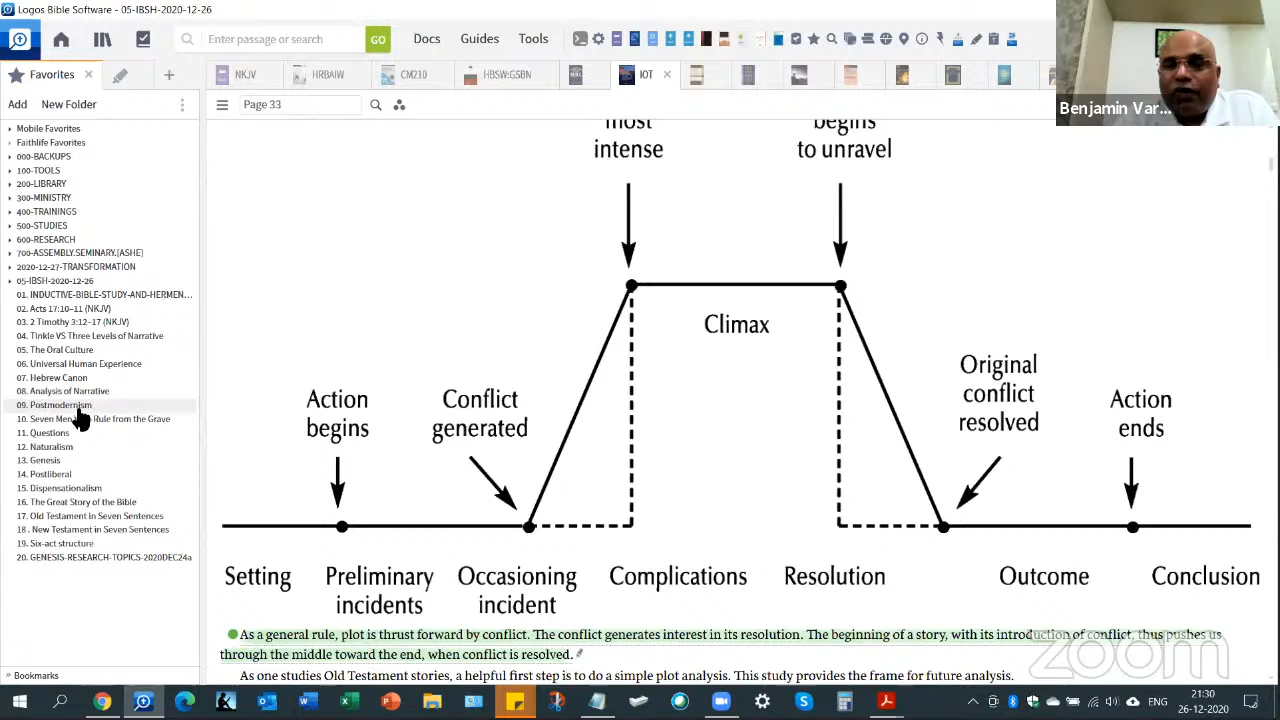 Logos Bible Software - 05-IBSH-2020-12-26
Enter passage or search
GO
Docs
Guides
Tools
Favorites
NKJV
HRBAIW
CM210
HBSW:GSBN
IOT
Benjamin Var...
Add
New Folder
Page 33
Mobile Favorites
Faithlife Favorites
000-BACKUPS
100-TOOLS
200-LIBRARY
300-MINISTRY
400-TRAININGS
500-STUDIES
600-RESEARCH
700-ASSEMBLY.SEMINARY.[ASHE]
2020-12-27-TRANSFORMATION
05-IBSH-2020-12-26
01. INDUCTIVE-BIBLE-STUDY-AND-HERMEN...
02. Acts 17:10–11 (NKJV)
03. 2 Timothy 3:12–17 (NKJV)
04. Tinkle VS Three Levels of Narrative
05. The Oral Culture
06. Universal Human Experience
07. Hebrew Canon
08. Analysis of Narrative
09. Postmodernism
10. Seven Men Rule from the Grave
11. Questions
12. Naturalism
13. Genesis
14. Postliberal
15. Dispensationalism
16. The Great Story of the Bible
17. Old Testament in Seven Sentences
18 . New Testament in Seven Sentences
19. Six-act structure
20. GENESIS-RESEARCH-TOPICS-2020DEC24a
Bookmarks
most
intense
begins
to unravel
Climax
Action
begins
Conflict
generated
Original
conflict
resolved
Action
ends
Setting
Preliminary
incidents
Occasioning
incident
Complications
Resolution
Outcome
Conclusion
As a general rule, plot is thrust forward by conflict. The conflict generates interest in its resolution. The beginning of a story, with its introduction of conflict, thus pushes us
through the middle toward the end, when conflict is resolved.
As one studies Old Testament stories, a helpful first step is to do a simple plot analysis. This study provides the frame for future analysis.
zoom
ENG
21:30
26-12-2020